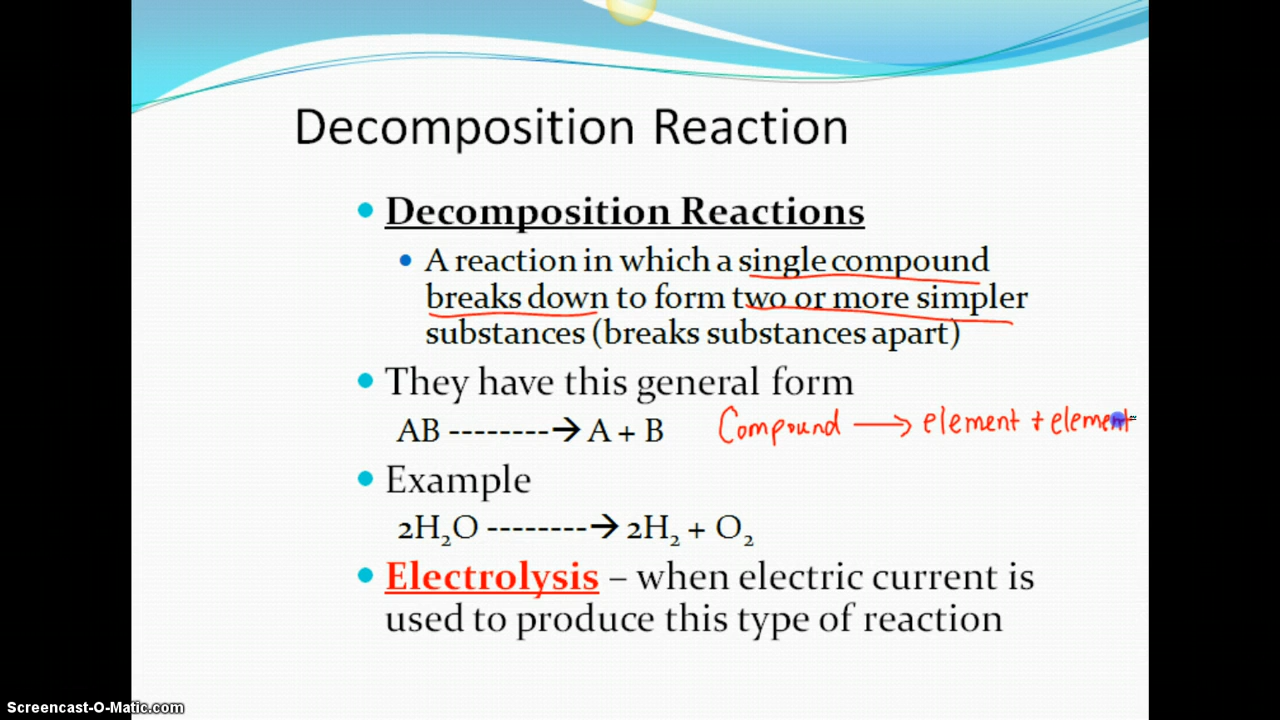 Decomposition Reaction
Decomposition Reactions
A reaction in which a single compound
breaks down to form two or more simpler
substances (breaks substances apart)
They have this general form
AB --------→ A + B Compound → element + element
Example
2H₂O --------→ 2H₂ + O₂
Electrolysis – when electric current is
used to produce this type of reaction
Screencast-O-Matic.com